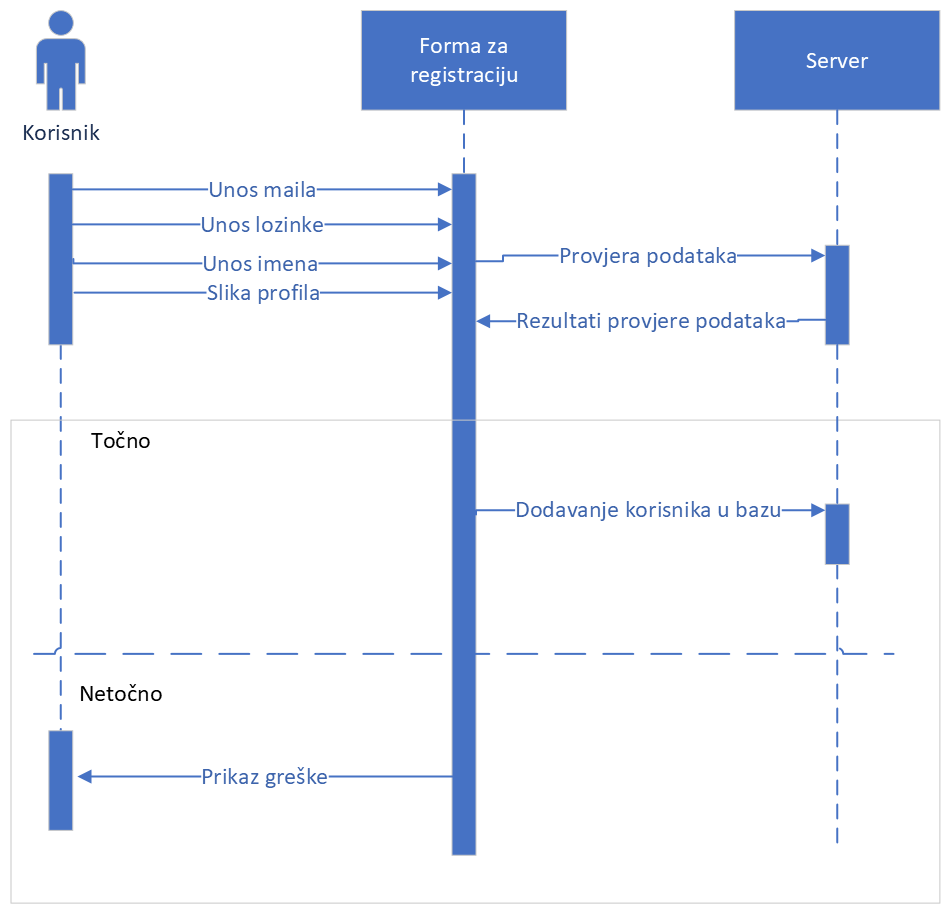 Forma za
registraciju
Server
Korisnik
Unos maila
Unos lozinke
Unos imena
Provjera podataka
Slika profila
Rezultati provjere podataka
Točno
Dodavanje korisnika u bazu
Netočno
Prikaz greške